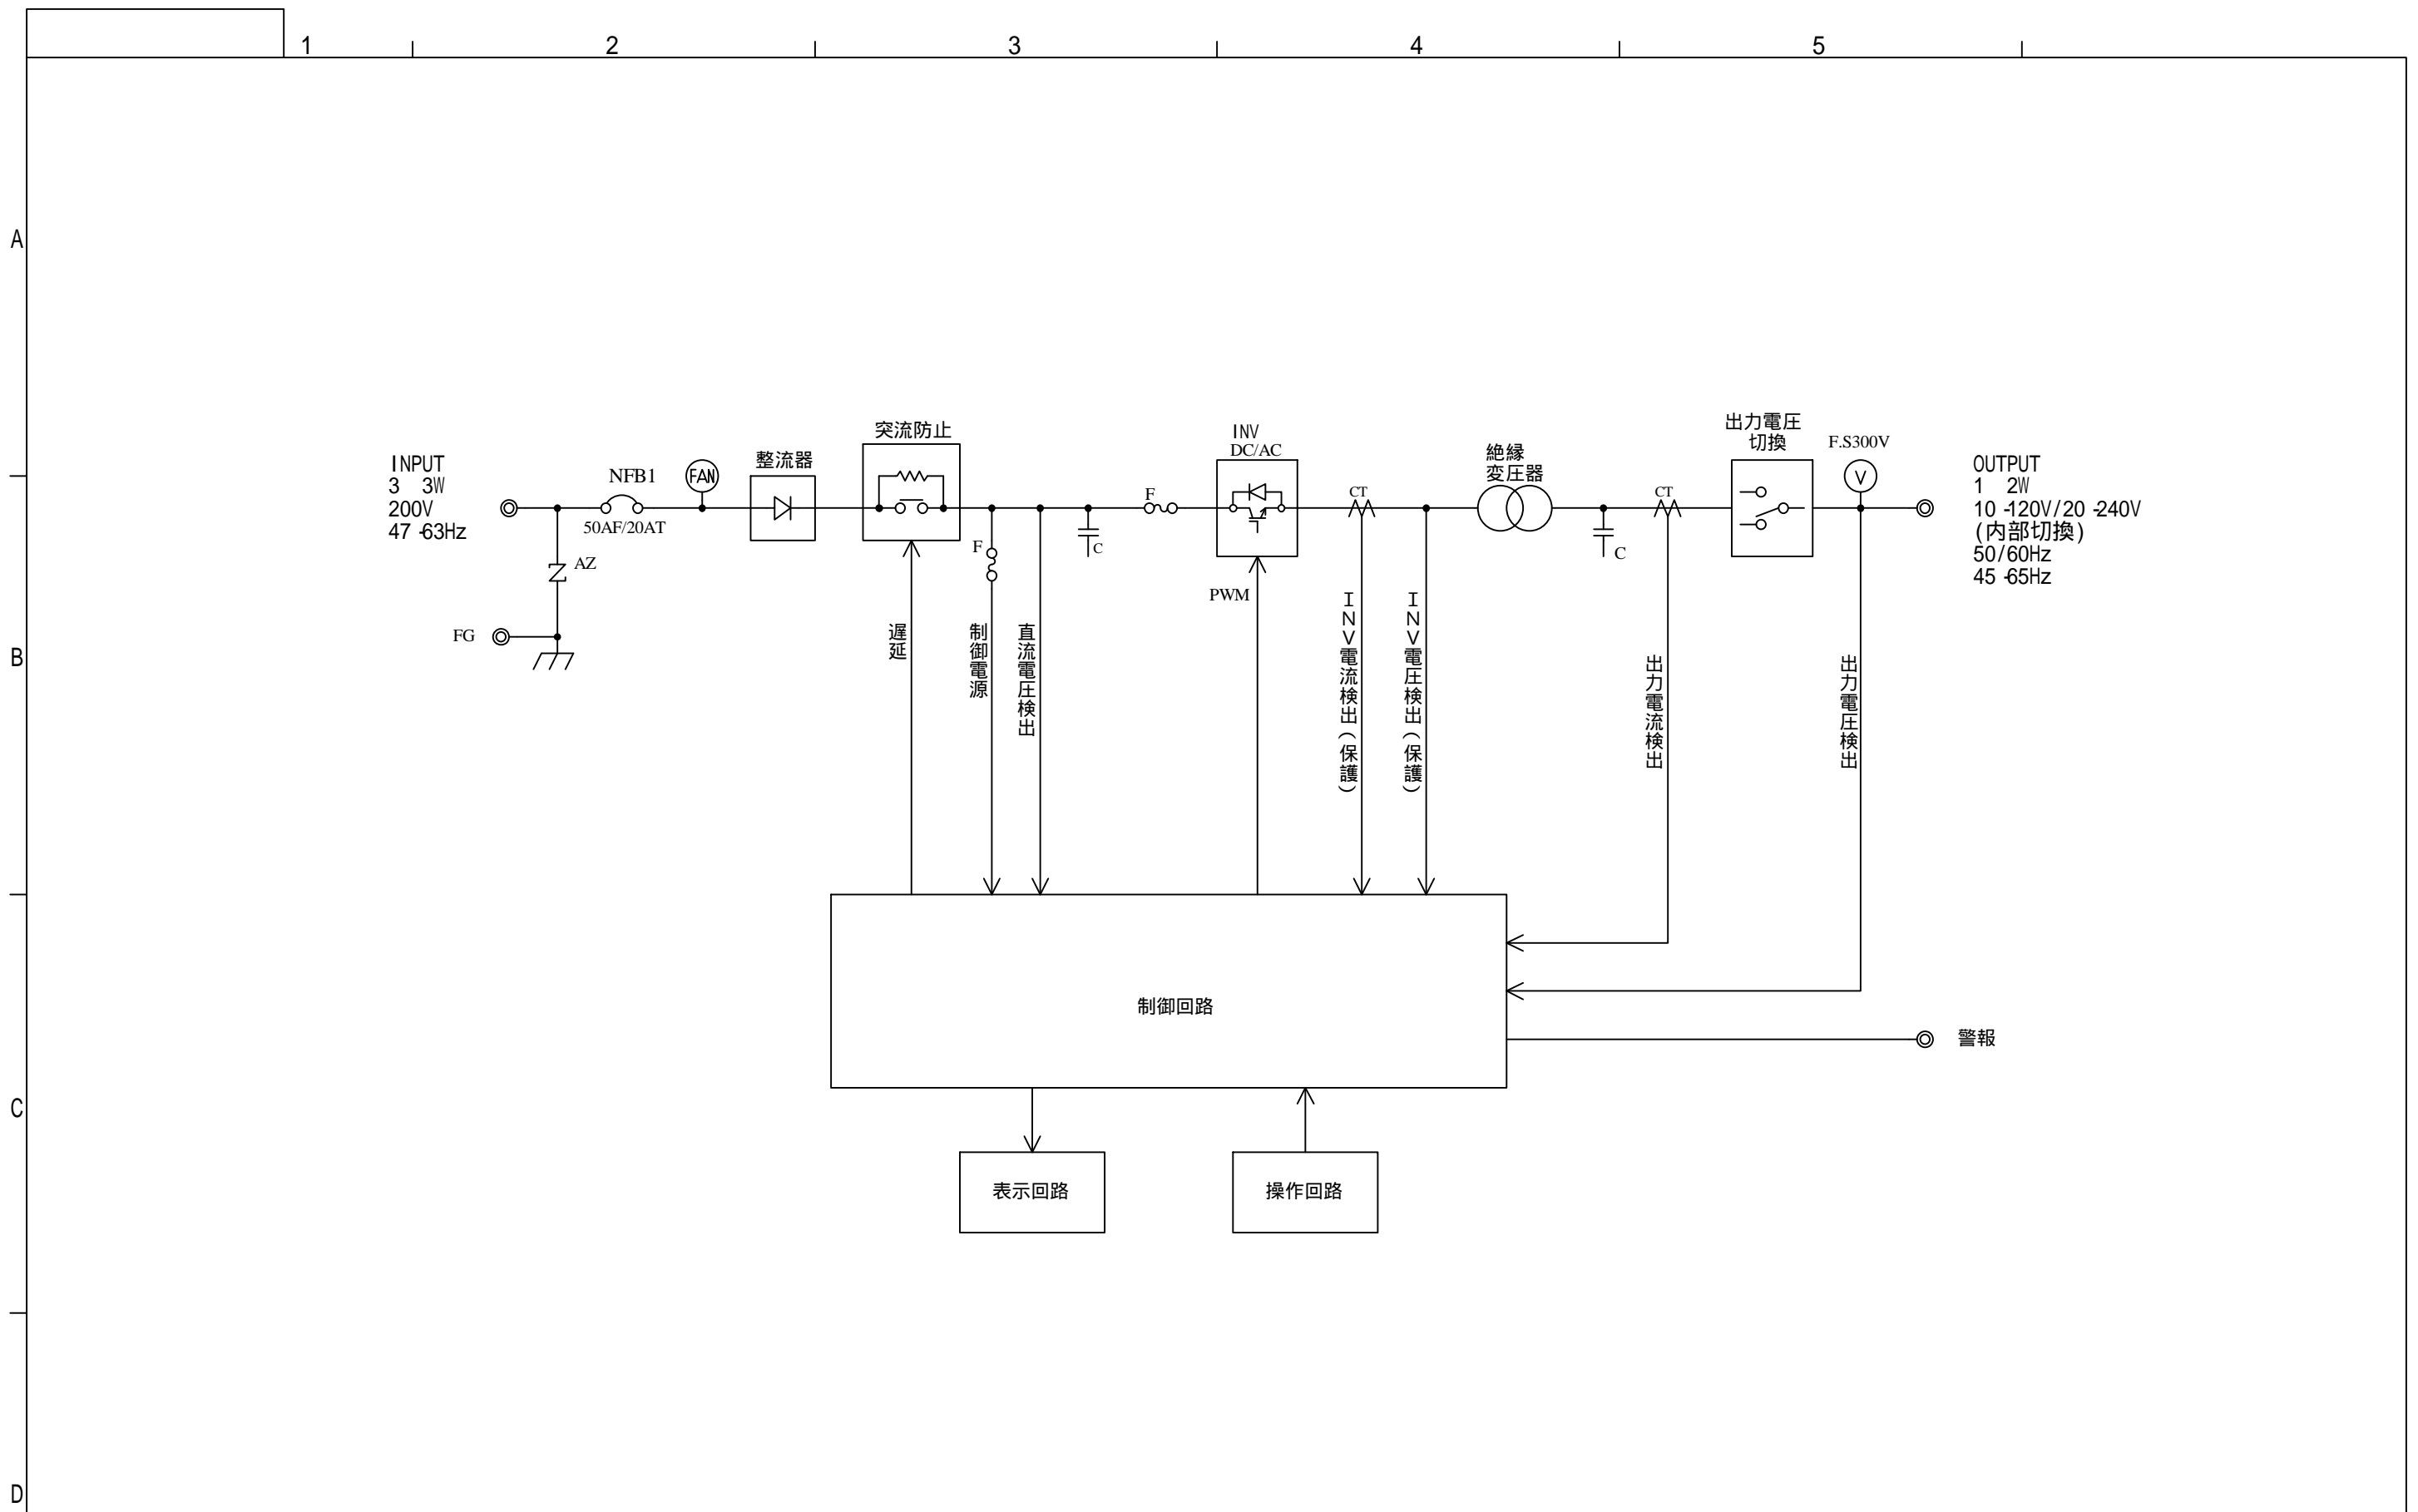 1
2
3
4
5
A
B
C
D
INPUT
3 3W
200V
47 -63Hz
NFB1
50AF/20AT
AZ
FG
FAN
整流器
突流防止
F
F
C
INV
DC/AC
PWM
CT
絶縁
変圧器
C
CT
出力電圧
切換
F.S300V
V
OUTPUT
1 2W
10 -120V/20 -240V
(内部切換)
50/60Hz
45 -65Hz
遅延
制御電源
直流電圧検出
INV電流検出(保護)
INV電圧検出(保護)
出力電流検出
出力電圧検出
制御回路
警報
表示回路
操作回路